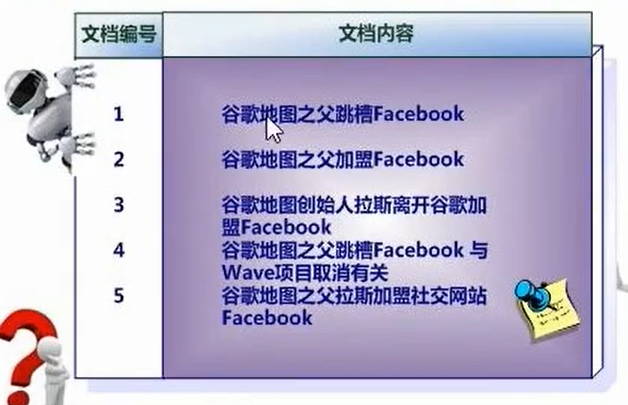 文档编号 文档内容
1 谷歌地图之父跳槽Facebook
2 谷歌地图之父加盟Facebook
3 谷歌地图创始人拉斯离开谷歌加
盟Facebook
4 谷歌地图之父跳槽Facebook 与
Wave项目取消有关
5 谷歌地图之父拉斯加盟社交网站
Facebook